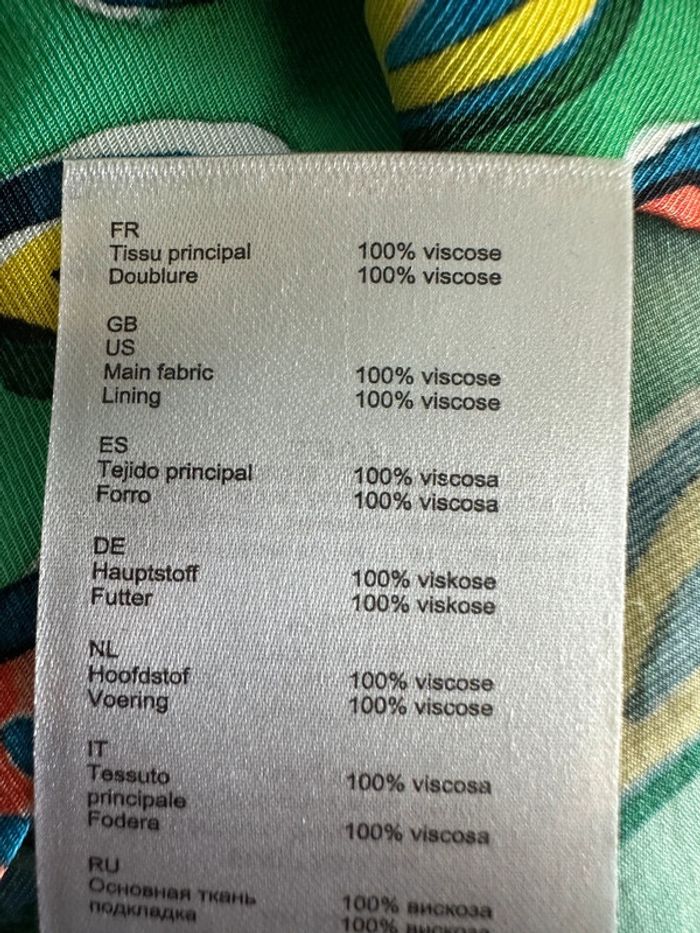 FR
Tissu principal 100% viscose
Doublure 100% viscose
GB
US
Main fabric 100% viscose
Lining 100% viscose
ES
Tejido principal 100% viscosa
Forro 100% viscosa
DE
Hauptstoff 100% viskose
Futter 100% viskose
NL
Hoofdstof 100% viscose
Voering 100% viscose
IT
Tessuto 100% viscosa
principale
Fodera 100% viscosa
RU
Основная ткань 100% вискоза
подкладка 100% вискоза